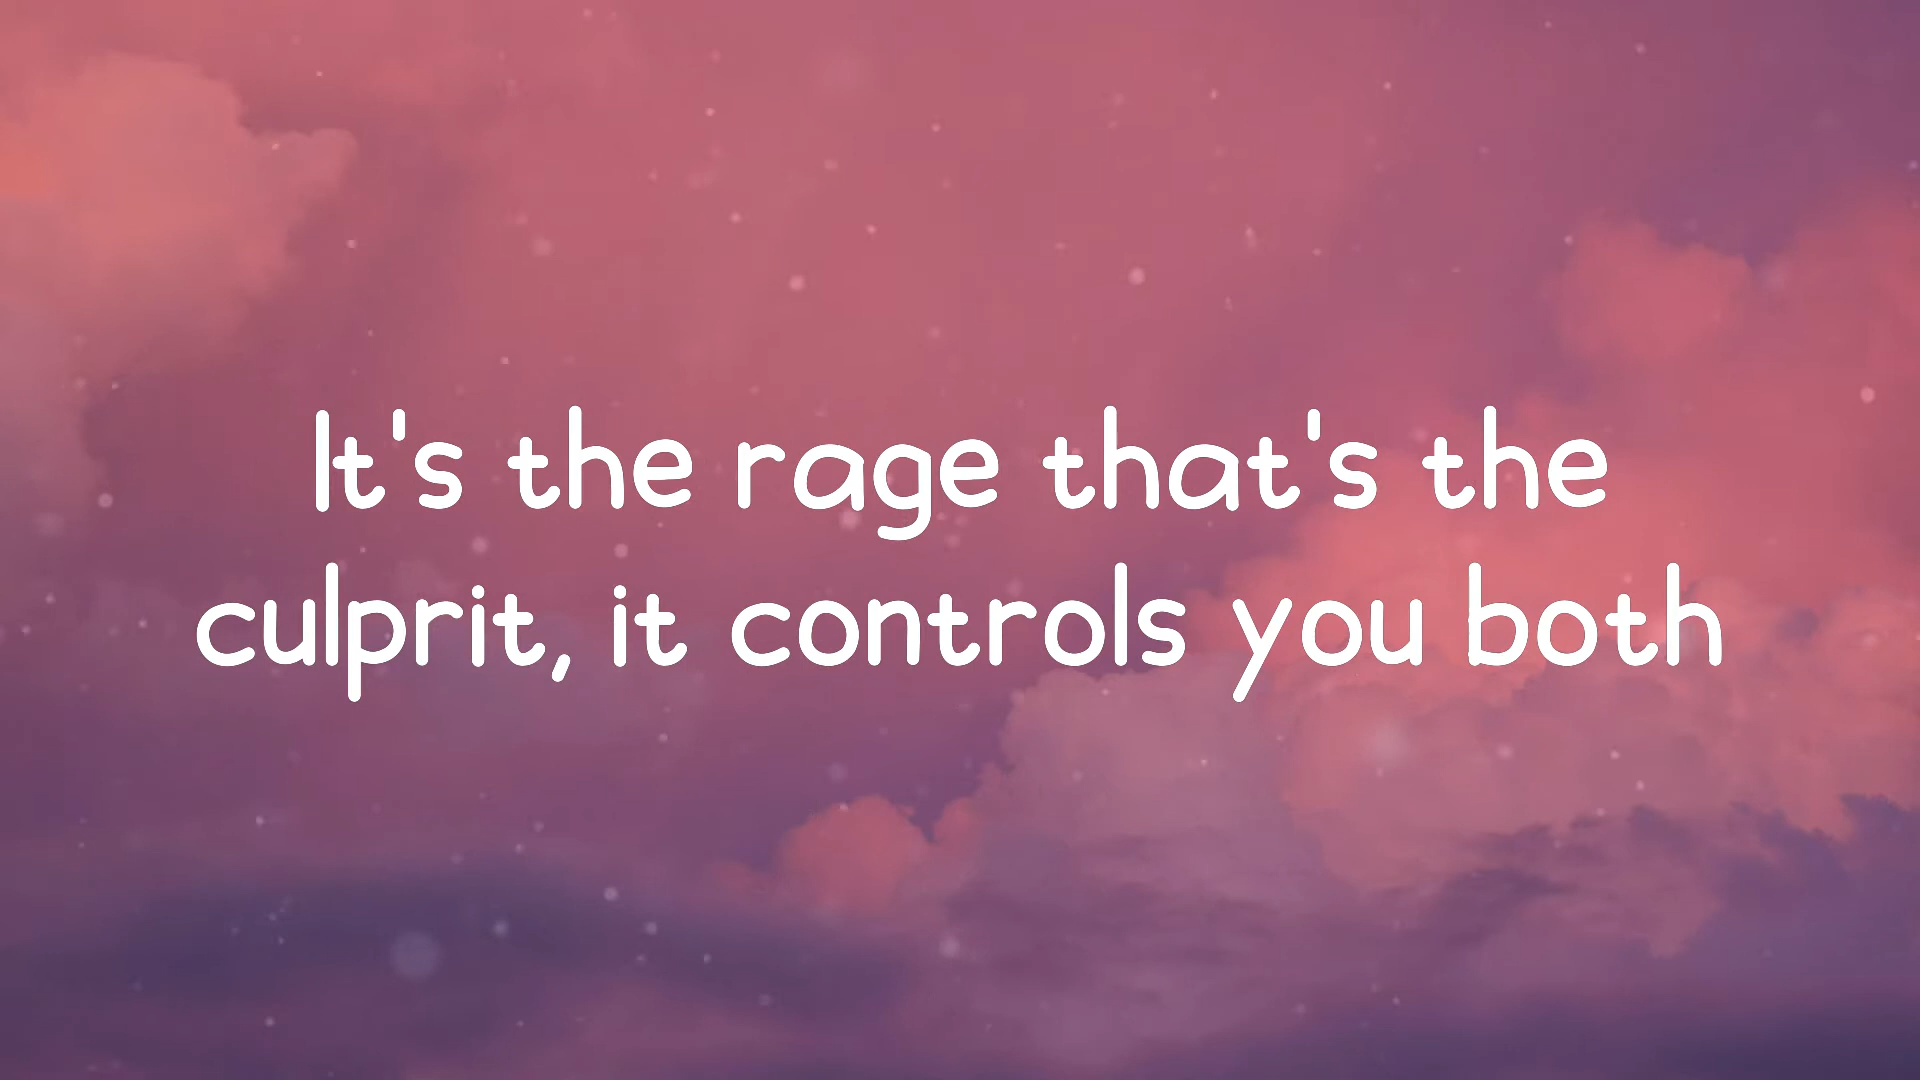 It's the rage that's the
culprit, it controls you both